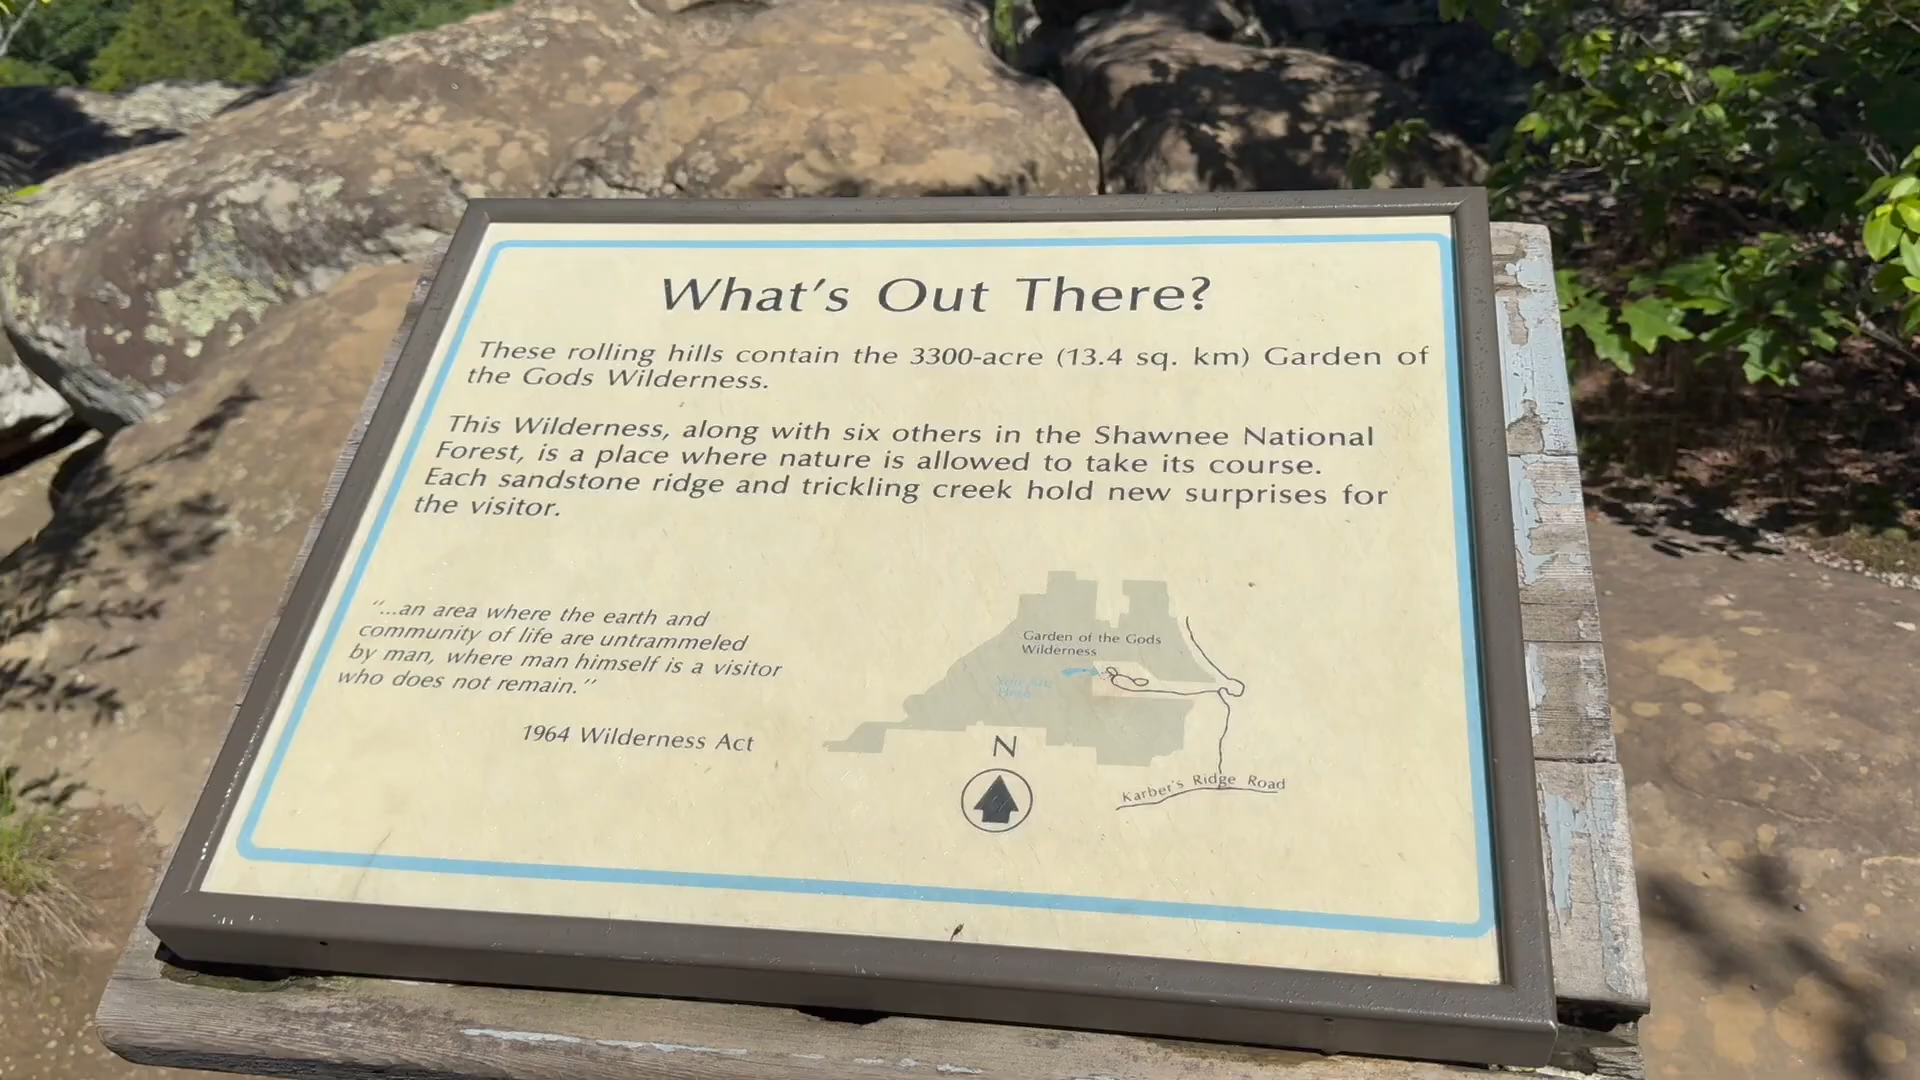 What's Out There?
These rolling hills contain the 3300-acre (13.4 sq. km) Garden of
the Gods Wilderness.
This Wilderness, along with six others in the Shawnee National
Forest, is a place where nature is allowed to take its course.
Each sandstone ridge and trickling creek hold new surprises for
the visitor.
"...an area where the earth and
community of life are untrammeled
by man, where man himself is a visitor
who does not remain."
1964 Wilderness Act
Garden of the Gods
Wilderness
You Are
Here
N
Karber's Ridge Road